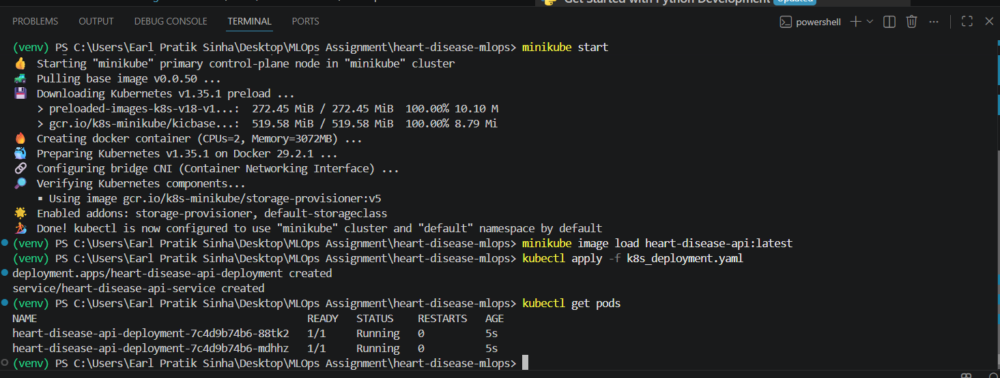 Get Started with Python Development Updated
PROBLEMS OUTPUT DEBUG CONSOLE TERMINAL PORTS powershell
(venv) PS C:\Users\Earl Pratik Sinha\Desktop\MLOps Assignment\heart-disease-mlops> minikube start
Starting "minikube" primary control-plane node in "minikube" cluster
Pulling base image v0.0.50 ...
Downloading Kubernetes v1.35.1 preload ...
> preloaded-images-k8s-v18-v1...: 272.45 MiB / 272.45 MiB 100.00% 10.10 M
> gcr.io/k8s-minikube/kicbase...: 519.58 MiB / 519.58 MiB 100.00% 8.79 Mi
Creating docker container (CPUs=2, Memory=3072MB) ...
Preparing Kubernetes v1.35.1 on Docker 29.2.1 ...
Configuring bridge CNI (Container Networking Interface) ...
Verifying Kubernetes components...
▪ Using image gcr.io/k8s-minikube/storage-provisioner:v5
Enabled addons: storage-provisioner, default-storageclass
Done! kubectl is now configured to use "minikube" cluster and "default" namespace by default
(venv) PS C:\Users\Earl Pratik Sinha\Desktop\MLOps Assignment\heart-disease-mlops> minikube image load heart-disease-api:latest
(venv) PS C:\Users\Earl Pratik Sinha\Desktop\MLOps Assignment\heart-disease-mlops> kubectl apply -f k8s_deployment.yaml
deployment.apps/heart-disease-api-deployment created
service/heart-disease-api-service created
(venv) PS C:\Users\Earl Pratik Sinha\Desktop\MLOps Assignment\heart-disease-mlops> kubectl get pods
NAME READY STATUS RESTARTS AGE
heart-disease-api-deployment-7c4d9b74b6-88tk2 1/1 Running 0 5s
heart-disease-api-deployment-7c4d9b74b6-mdhhz 1/1 Running 0 5s
(venv) PS C:\Users\Earl Pratik Sinha\Desktop\MLOps Assignment\heart-disease-mlops>